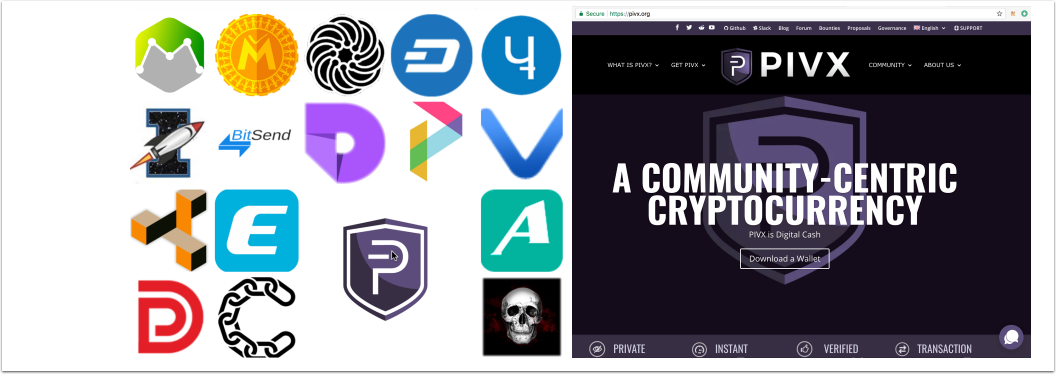 BitSend
Secure | https://pivx.org
Github Slack Blog Forum Bounties Proposals Governance English SUPPORT
WHAT IS PIVX? GET PIVX PIVX COMMUNITY ABOUT US
A COMMUNITY-CENTRIC
CRYPTOCURRENCY
PIVX is Digital Cash
Download a Wallet
PRIVATE INSTANT VERIFIED TRANSACTION